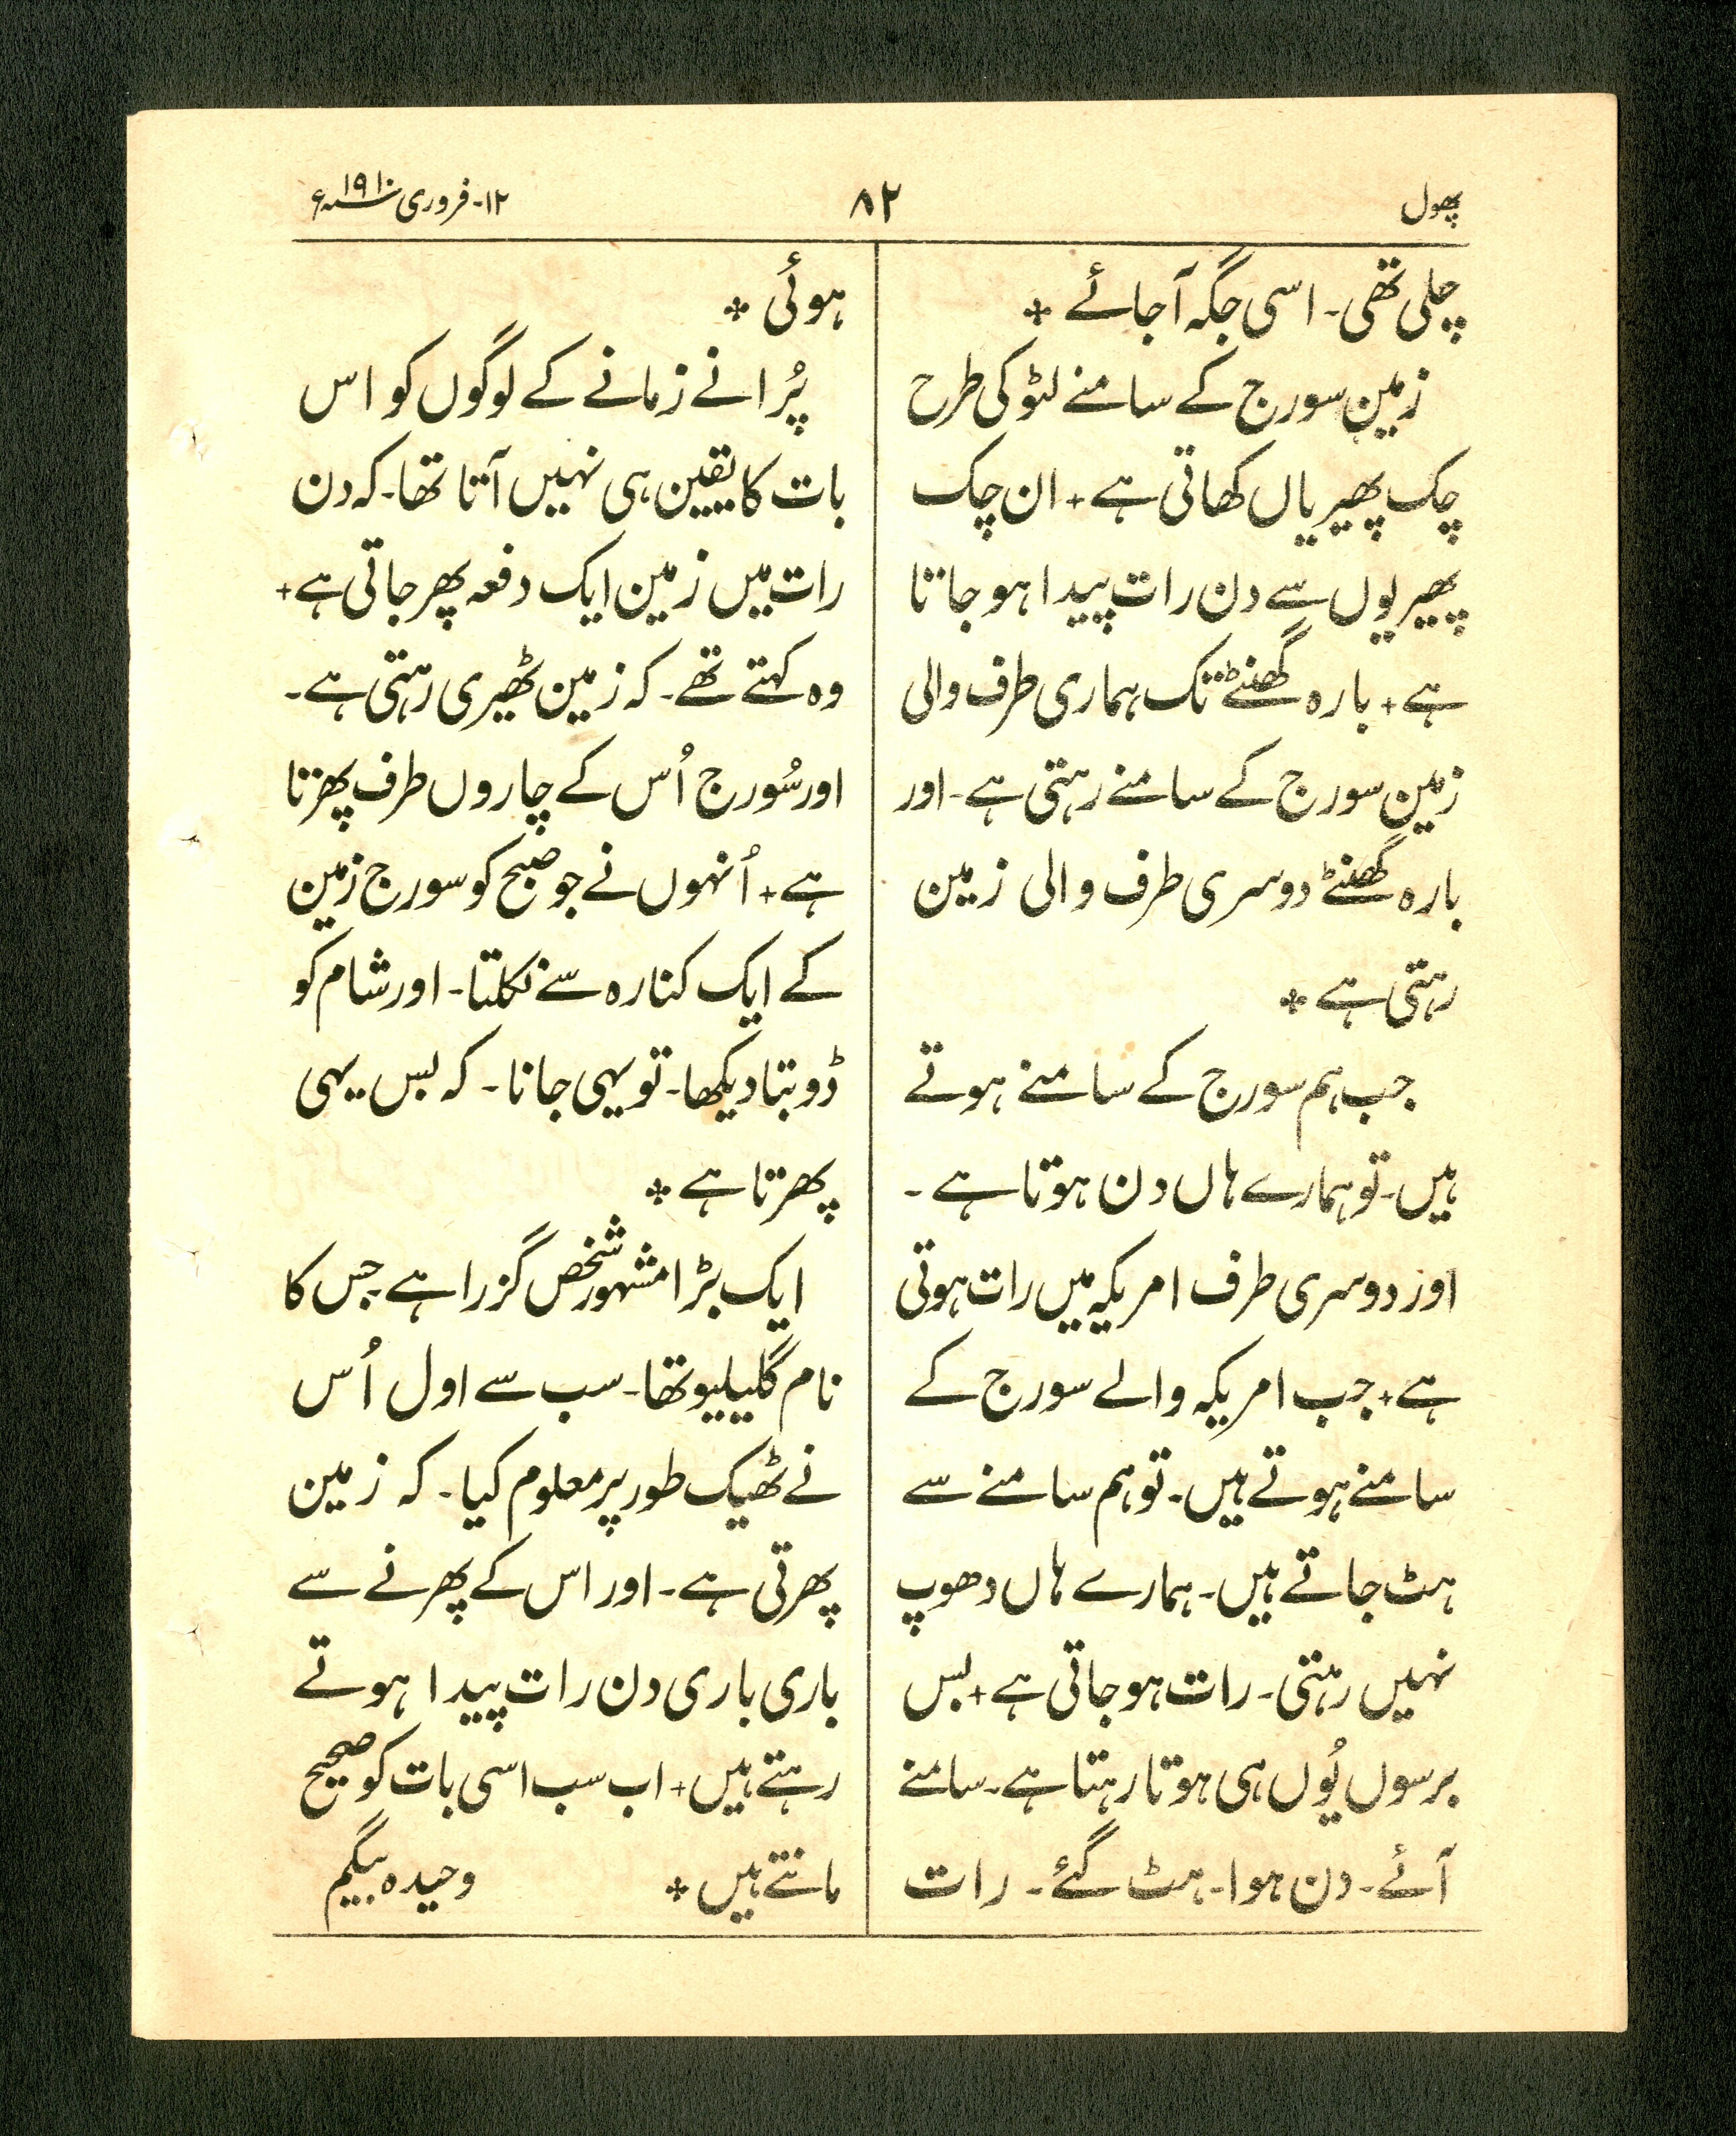 پھول
۸۲
۱۲-فروری سنہ ۱۹۱۰ء
چلی تھی۔ اسی جگہ آ جائے *
زمین سورج کے سامنے لٹو کی طرح
چک پھیریاں کھاتی ہے + ان چک
پھیریوں سے دن رات پیدا ہو جاتا
ہے + بارہ گھنٹے تک ہماری طرف والی
زمین سورج کے سامنے رہتی ہے۔ اور
بارہ گھنٹے دوسری طرف والی زمین
رہتی ہے *
جب ہم سورج کے سامنے ہوتے
ہیں۔ تو ہمارے ہاں دن ہوتا ہے۔
اور دوسری طرف امریکہ میں رات ہوتی
ہے + جب امریکہ والے سورج کے
سامنے ہوتے ہیں۔ تو ہم سامنے سے
ہٹ جاتے ہیں۔ ہمارے ہاں دھوپ
نہیں رہتی۔ رات ہو جاتی ہے + بس
برسوں یُوں ہی ہوتا رہتا ہے۔ سامنے
آئے۔ دن ہوا۔ ہٹ گئے۔ رات
ہوئی *
پُرانے زمانے کے لوگوں کو اس
بات کا یقین ہی نہیں آتا تھا۔ کہ دن
رات میں زمین ایک دفعہ پھر جاتی ہے +
وہ کہتے تھے۔ کہ زمین ٹھیری رہتی ہے۔
اور سُورج اُس کے چاروں طرف پھرتا
ہے + اُنہوں نے جو صبح کو سورج زمین
کے ایک کنارہ سے نکلتا۔ اور شام کو
ڈوبتا دیکھا۔ تو یہی جانا۔ کہ بس یہی
پھرتا ہے *
ایک بڑا مشہور شخص گزرا ہے جس کا
نام گلیلیو تھا۔ سب سے اول اُس
نے ٹھیک طور پر معلوم کیا۔ کہ زمین
پھرتی ہے۔ اور اس کے پھرنے سے
باری باری دن رات پیدا ہوتے
رہتے ہیں + اب سب اسی بات کو صحیح
مانتے ہیں * وحیدہ بیگم